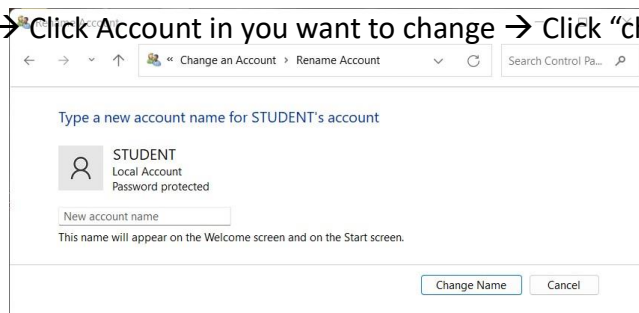 → Click Account in you want to change → Click “c
« Change an Account › Rename Account
Search Control Pa...
Type a new account name for STUDENT's account
STUDENT
Local Account
Password protected
New account name
This name will appear on the Welcome screen and on the Start screen.
Change Name
Cancel